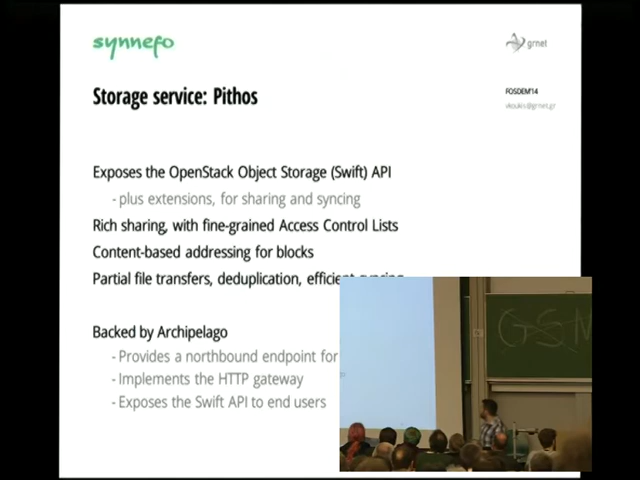 synnefo
grnet
Storage service: Pithos
FOSDEM'14
vkoukis@grnet.gr
Exposes the OpenStack Object Storage (Swift) API
- plus extensions, for sharing and syncing
Rich sharing, with fine-grained Access Control Lists
Content-based addressing for blocks
Partial file transfers, deduplication, efficient syncing
Backed by Archipelago
- Provides a northbound endpoint for
- Implements the HTTP gateway
- Exposes the Swift API to end users
GSM